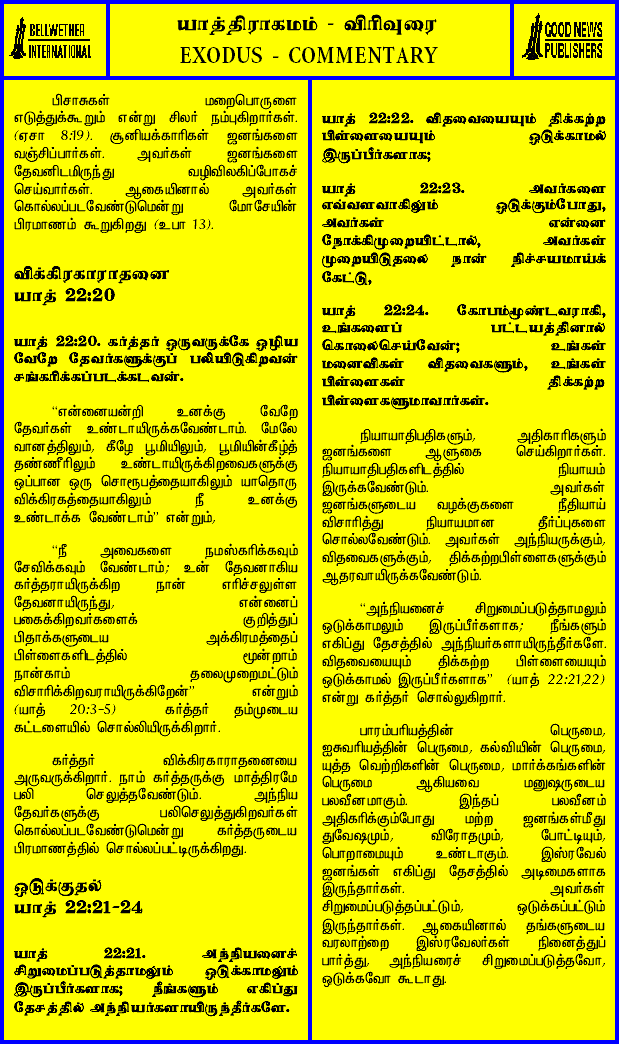 BELLWETHER
INTERNATIONAL
யாத்திராகமம் - விரிவுரை
EXODUS - COMMENTARY
GOOD NEWS
PUBLISHERS
பிசாசுகள் மறைபொருளை
எடுத்துக்கூறும் என்று சிலர் நம்புகிறார்கள்.
(ஏசா 8:19). சூனியக்காரிகள் ஜனங்களை
வஞ்சிப்பார்கள். அவர்கள் ஜனங்களை
தேவனிடமிருந்து வழிவிலகிப்போகச்
செய்வார்கள். ஆகையினால் அவர்கள்
கொல்லப்படவேண்டுமென்று மோசேயின்
பிரமாணம் கூறுகிறது (உபா 13).
விக்கிரகாராதனை
யாத் 22:20
யாத் 22:20. கர்த்தர் ஒருவருக்கே ஒழிய
வேறே தேவர்களுக்குப் பலியிடுகிறவன்
சங்கரிக்கப்படக்கடவன்.
“என்னையன்றி உனக்கு வேறே
தேவர்கள் உண்டாயிருக்கவேண்டாம். மேலே
வானத்திலும், கீழே பூமியிலும், பூமியின்கீழ்த்
தண்ணீரிலும் உண்டாயிருக்கிறவைகளுக்கு
ஒப்பான ஒரு சொரூபத்தையாகிலும் யாதொரு
விக்கிரகத்தையாகிலும் நீ உனக்கு
உண்டாக்க வேண்டாம்” என்றும்,
“நீ அவைகளை நமஸ்கரிக்கவும்
சேவிக்கவும் வேண்டாம்; உன் தேவனாகிய
கர்த்தராயிருக்கிற நான் எரிச்சலுள்ள
தேவனாயிருந்து, என்னைப்
பகைக்கிறவர்களைக் குறித்துப்
பிதாக்களுடைய அக்கிரமத்தைப்
பிள்ளைகளிடத்தில் மூன்றாம்
நான்காம் தலைமுறைமட்டும்
விசாரிக்கிறவராயிருக்கிறேன்” என்றும்
(யாத் 20:3-5) கர்த்தர் தம்முடைய
கட்டளையில் சொல்லியிருக்கிறார்.
கர்த்தர் விக்கிரகாராதனையை
அருவருக்கிறார். நாம் கர்த்தருக்கு மாத்திரமே
பலி செலுத்தவேண்டும். அந்நிய
தேவர்களுக்கு பலிசெலுத்துகிறவர்கள்
கொல்லப்படவேண்டுமென்று கர்த்தருடைய
பிரமாணத்தில் சொல்லப்பட்டிருக்கிறது.
ஒடுக்குதல்
யாத் 22:21-24
யாத் 22:21. அந்நியனைச்
சிறுமைப்படுத்தாமலும் ஒடுக்காமலும்
இருப்பீர்களாக; நீங்களும் எகிப்து
தேசத்தில் அந்நியர்களாயிருந்தீர்களே.
யாத் 22:22. விதவையையும் திக்கற்ற
பிள்ளையையும் ஒடுக்காமல்
இருப்பீர்களாக;
யாத் 22:23. அவர்களை
எவ்வளவாகிலும் ஒடுக்கும்போது,
அவர்கள் என்னை
நோக்கிமுறையிட்டால், அவர்கள்
முறையிடுதலை நான் நிச்சயமாய்க்
கேட்டு,
யாத் 22:24. கோபம்மூண்டவராகி,
உங்களைப் பட்டயத்தினால்
கொலைசெய்வேன்; உங்கள்
மனைவிகள் விதவைகளும், உங்கள்
பிள்ளைகள் திக்கற்ற
பிள்ளைகளுமாவார்கள்.
நியாயாதிபதிகளும், அதிகாரிகளும்
ஜனங்களை ஆளுகை செய்கிறார்கள்.
நியாயாதிபதிகளிடத்தில் நியாயம்
இருக்கவேண்டும். அவர்கள்
ஜனங்களுடைய வழக்குகளை நீதியாய்
விசாரித்து நியாயமான தீர்ப்புகளை
சொல்லவேண்டும். அவர்கள் அந்நியருக்கும்,
விதவைகளுக்கும், திக்கற்றபிள்ளைகளுக்கும்
ஆதரவாயிருக்கவேண்டும்.
“அந்நியனைச் சிறுமைப்படுத்தாமலும்
ஒடுக்காமலும் இருப்பீர்களாக; நீங்களும்
எகிப்து தேசத்தில் அந்நியர்களாயிருந்தீர்களே.
விதவையையும் திக்கற்ற பிள்ளையையும்
ஒடுக்காமல் இருப்பீர்களாக” (யாத் 22:21,22)
என்று கர்த்தர் சொல்லுகிறார்.
பாரம்பரியத்தின் பெருமை,
ஐசுவரியத்தின் பெருமை, கல்வியின் பெருமை,
யுத்த வெற்றிகளின் பெருமை, மார்க்கங்களின்
பெருமை ஆகியவை மனுஷருடைய
பலவீனமாகும். இந்தப் பலவீனம்
அதிகரிக்கும்போது மற்ற ஜனங்கள்மீது
துவேஷமும், விரோதமும், போட்டியும்,
பொறாமையும் உண்டாகும். இஸ்ரவேல்
ஜனங்கள் எகிப்து தேசத்தில் அடிமைகளாக
இருந்தார்கள். அவர்கள்
சிறுமைப்படுத்தப்பட்டும், ஒடுக்கப்பட்டும்
இருந்தார்கள். ஆகையினால் தங்களுடைய
வரலாற்றை இஸ்ரவேலர்கள் நினைத்துப்
பார்த்து, அந்நியரைச் சிறுமைப்படுத்தவோ,
ஒடுக்கவோ கூடாது.